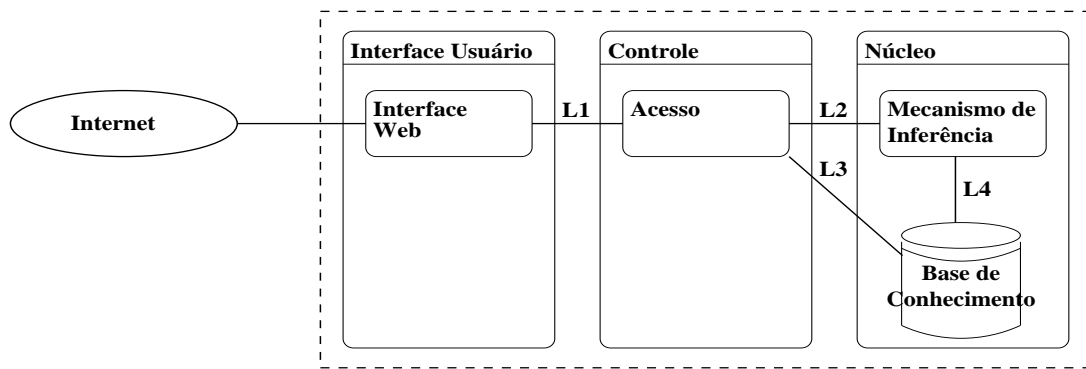 Interface Usuário
Controle
Núcleo
Internet
Interface
Web
L1
Acesso
L2
Mecanismo de
Inferência
L3
L4
Base de
Conhecimento